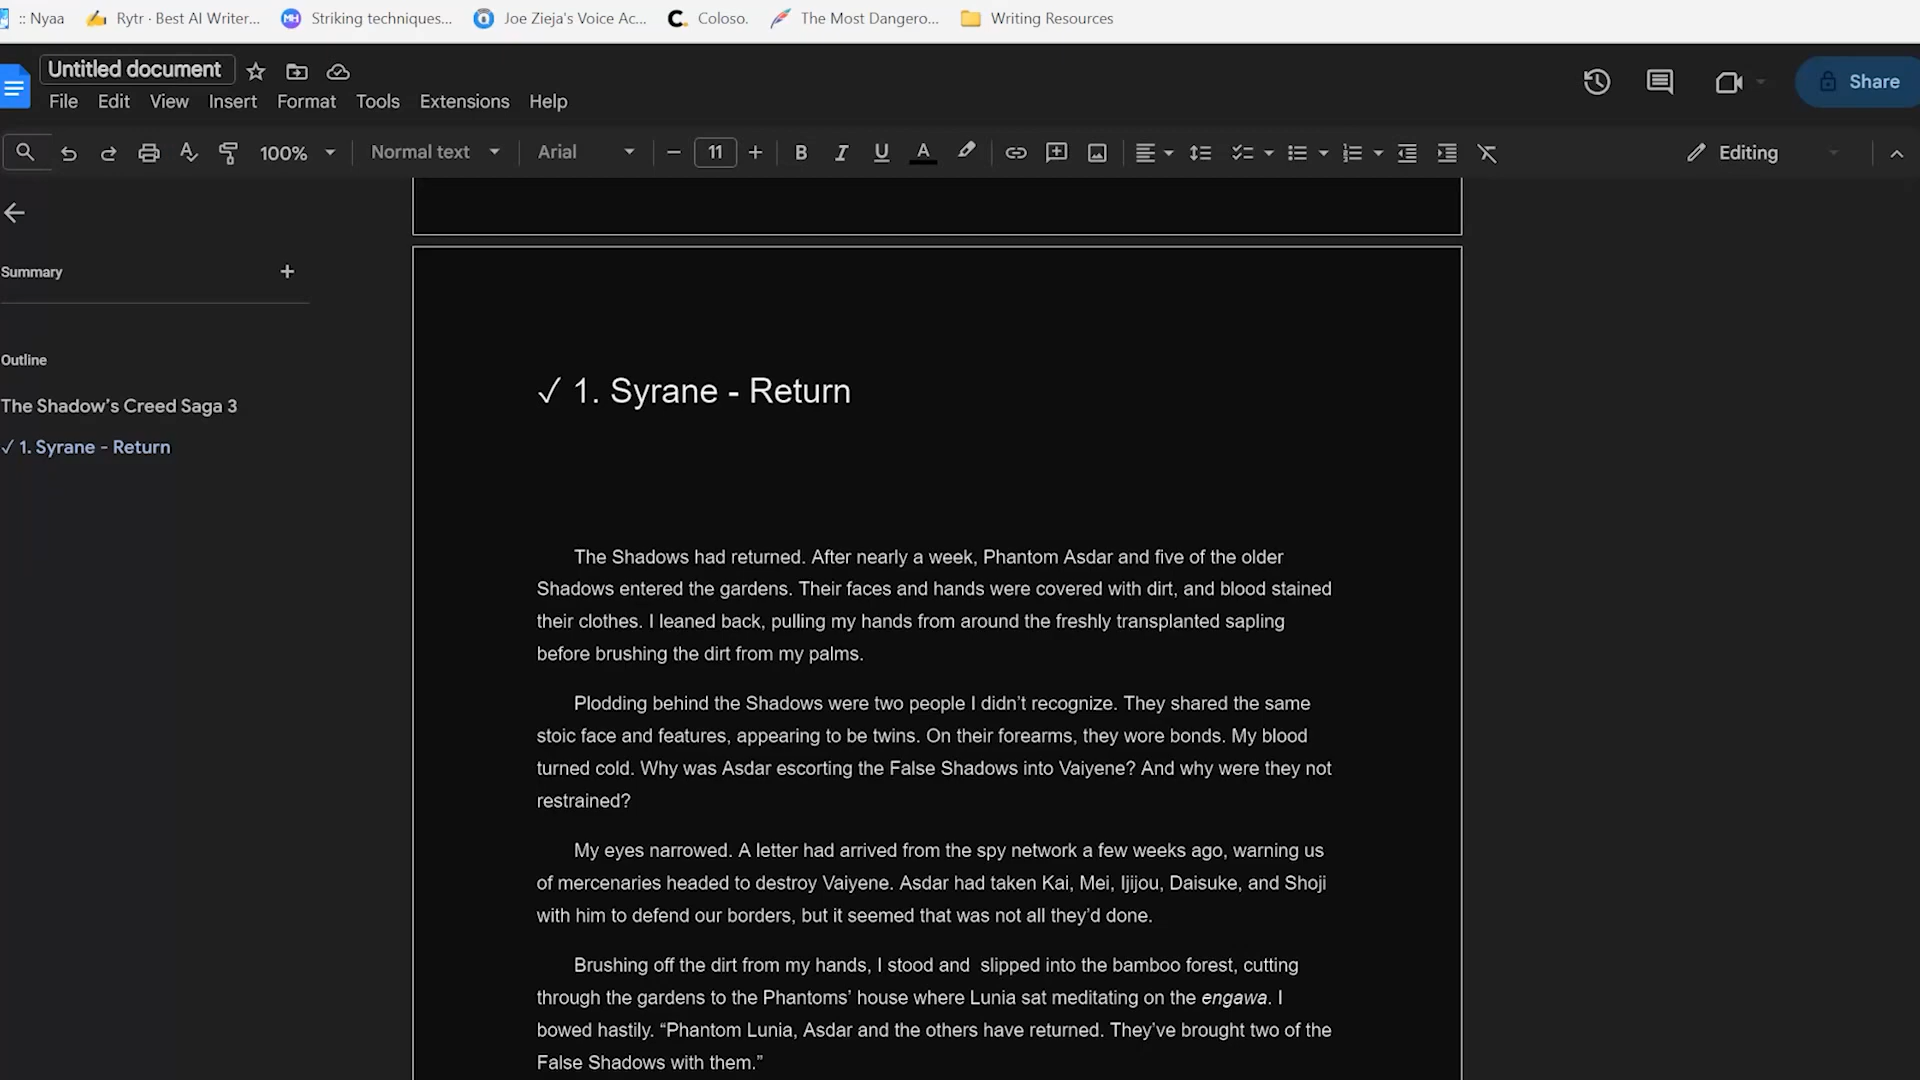 :: Nyaa Rytr · Best AI Writer... Striking techniques... Joe Zieja's Voice Ac... Coloso. The Most Dangero... Writing Resources
Untitled document
File Edit View Insert Format Tools Extensions Help
Share
100% Normal text Arial 11 Editing
Summary
Outline
The Shadow's Creed Saga 3
✓ 1. Syrane - Return
✓ 1. Syrane - Return
The Shadows had returned. After nearly a week, Phantom Asdar and five of the older
Shadows entered the gardens. Their faces and hands were covered with dirt, and blood stained
their clothes. I leaned back, pulling my hands from around the freshly transplanted sapling
before brushing the dirt from my palms.
Plodding behind the Shadows were two people I didn't recognize. They shared the same
stoic face and features, appearing to be twins. On their forearms, they wore bonds. My blood
turned cold. Why was Asdar escorting the False Shadows into Vaiyene? And why were they not
restrained?
My eyes narrowed. A letter had arrived from the spy network a few weeks ago, warning us
of mercenaries headed to destroy Vaiyene. Asdar had taken Kai, Mei, Ijijou, Daisuke, and Shoji
with him to defend our borders, but it seemed that was not all they'd done.
Brushing off the dirt from my hands, I stood and  slipped into the bamboo forest, cutting
through the gardens to the Phantoms' house where Lunia sat meditating on the engawa. I
bowed hastily. “Phantom Lunia, Asdar and the others have returned. They've brought two of the
False Shadows with them.”